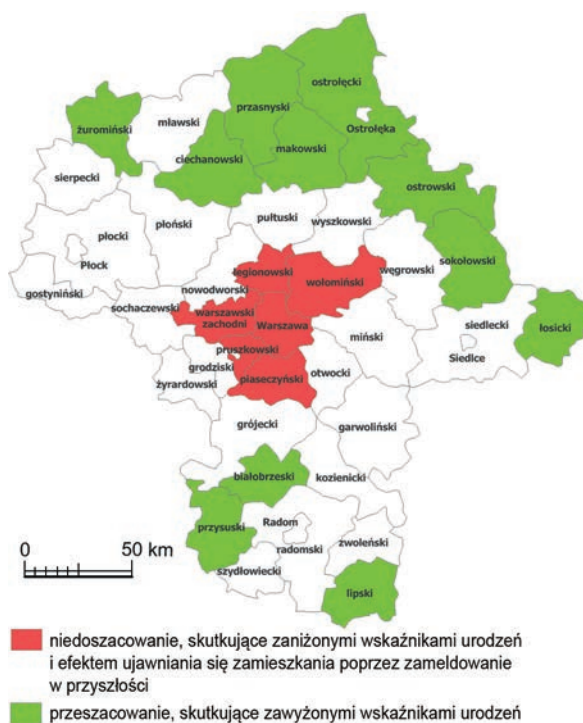 ostrołęcki
przasnyski
mławski
żuromiński
Ostrołęka
makowski
ciechanowski
sierpecki
ostrowski
płoński
pułtuski
wyszkowski
płocki
sokołowski
Płock
węgrowski
legionowski
wołomiński
nowodworski
gostyniński
sochaczewski
warszawski
zachodni
Warszawa
siedlecki
łosicki
miński
Siedlce
pruszkowski
grodziski
otwocki
żyrardowski
piaseczyński
grójecki
garwoliński
białobrzeski
kozienicki
przysuski
Radom
zwoleński
radomski
szydłowiecki
lipski
0 50 km
niedoszacowanie, skutkujące zaniżonymi wskaźnikami urodzeń
i efektem ujawniania się zamieszkania poprzez zameldowanie
w przyszłości
przeszacowanie, skutkujące zawyżonymi wskaźnikami urodzeń